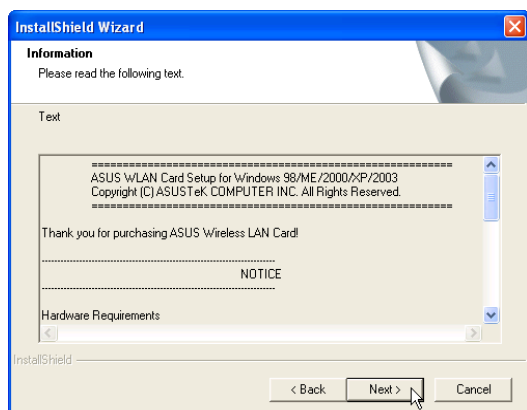 InstallShield Wizard
Information
Please read the following text.
Text
==========================================================
ASUS WLAN Card Setup for Windows 98/ME/2000/XP/2003
Copyright (C) ASUSTeK COMPUTER INC. All Rights Reserved.
==========================================================
Thank you for purchasing ASUS Wireless LAN Card!
----------------------------------------------------------
NOTICE
----------------------------------------------------------
Hardware Requirements
InstallShield
< Back Next > Cancel